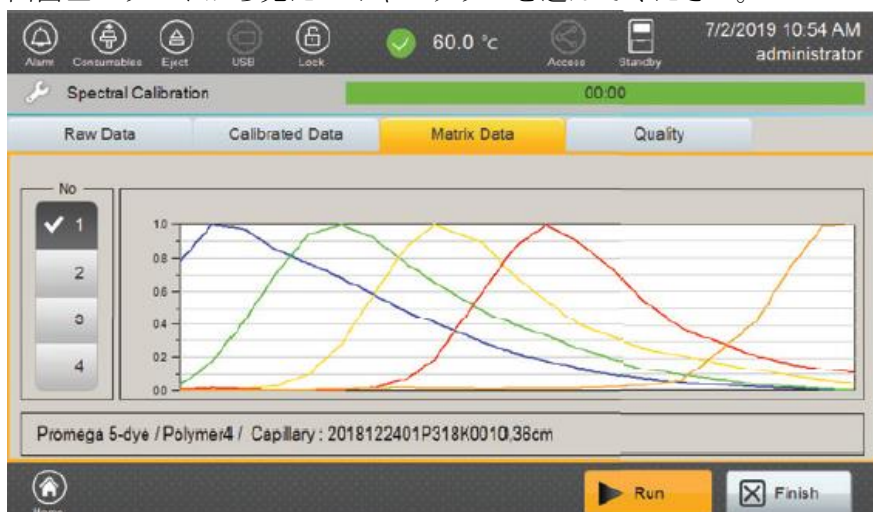 7/2/2019 10:54 AM
60.0 °c
administrator
Alarm Consumables Eject USB Lock Access Standby
Spectral Calibration 00:00
Raw Data Calibrated Data Matrix Data Quality
No
1
2
3
4
1.0
0.8
0.6
0.4
0.2
0.0
Promega 5-dye / Polymer4 / Capillary : 2018122401P318K0010,36cm
Run Finish
Home